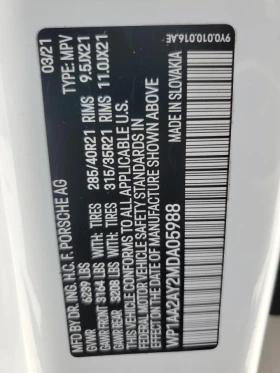 MFD BY: DR. ING. H.C. F. PORSCHE AG 03/21
GVWR 6239 LBS TYPE: MPV
GAWR FRONT 3164 LBS WITH: TIRES 285/40R21 RIMS 9.5JX21
GAWR REAR 3208 LBS WITH: TIRES 315/35R21 RIMS 11.0JX21
THIS VEHICLE CONFORMS TO ALL APPLICABLE U.S.
FEDERAL MOTOR VEHICLE SAFETY STANDARDS IN
EFFECT ON THE DATE OF MANUFACTURE SHOWN ABOVE
WP1AA2AY2MDA05988
MADE IN SLOVAKIA
9Y0.010.016.AE